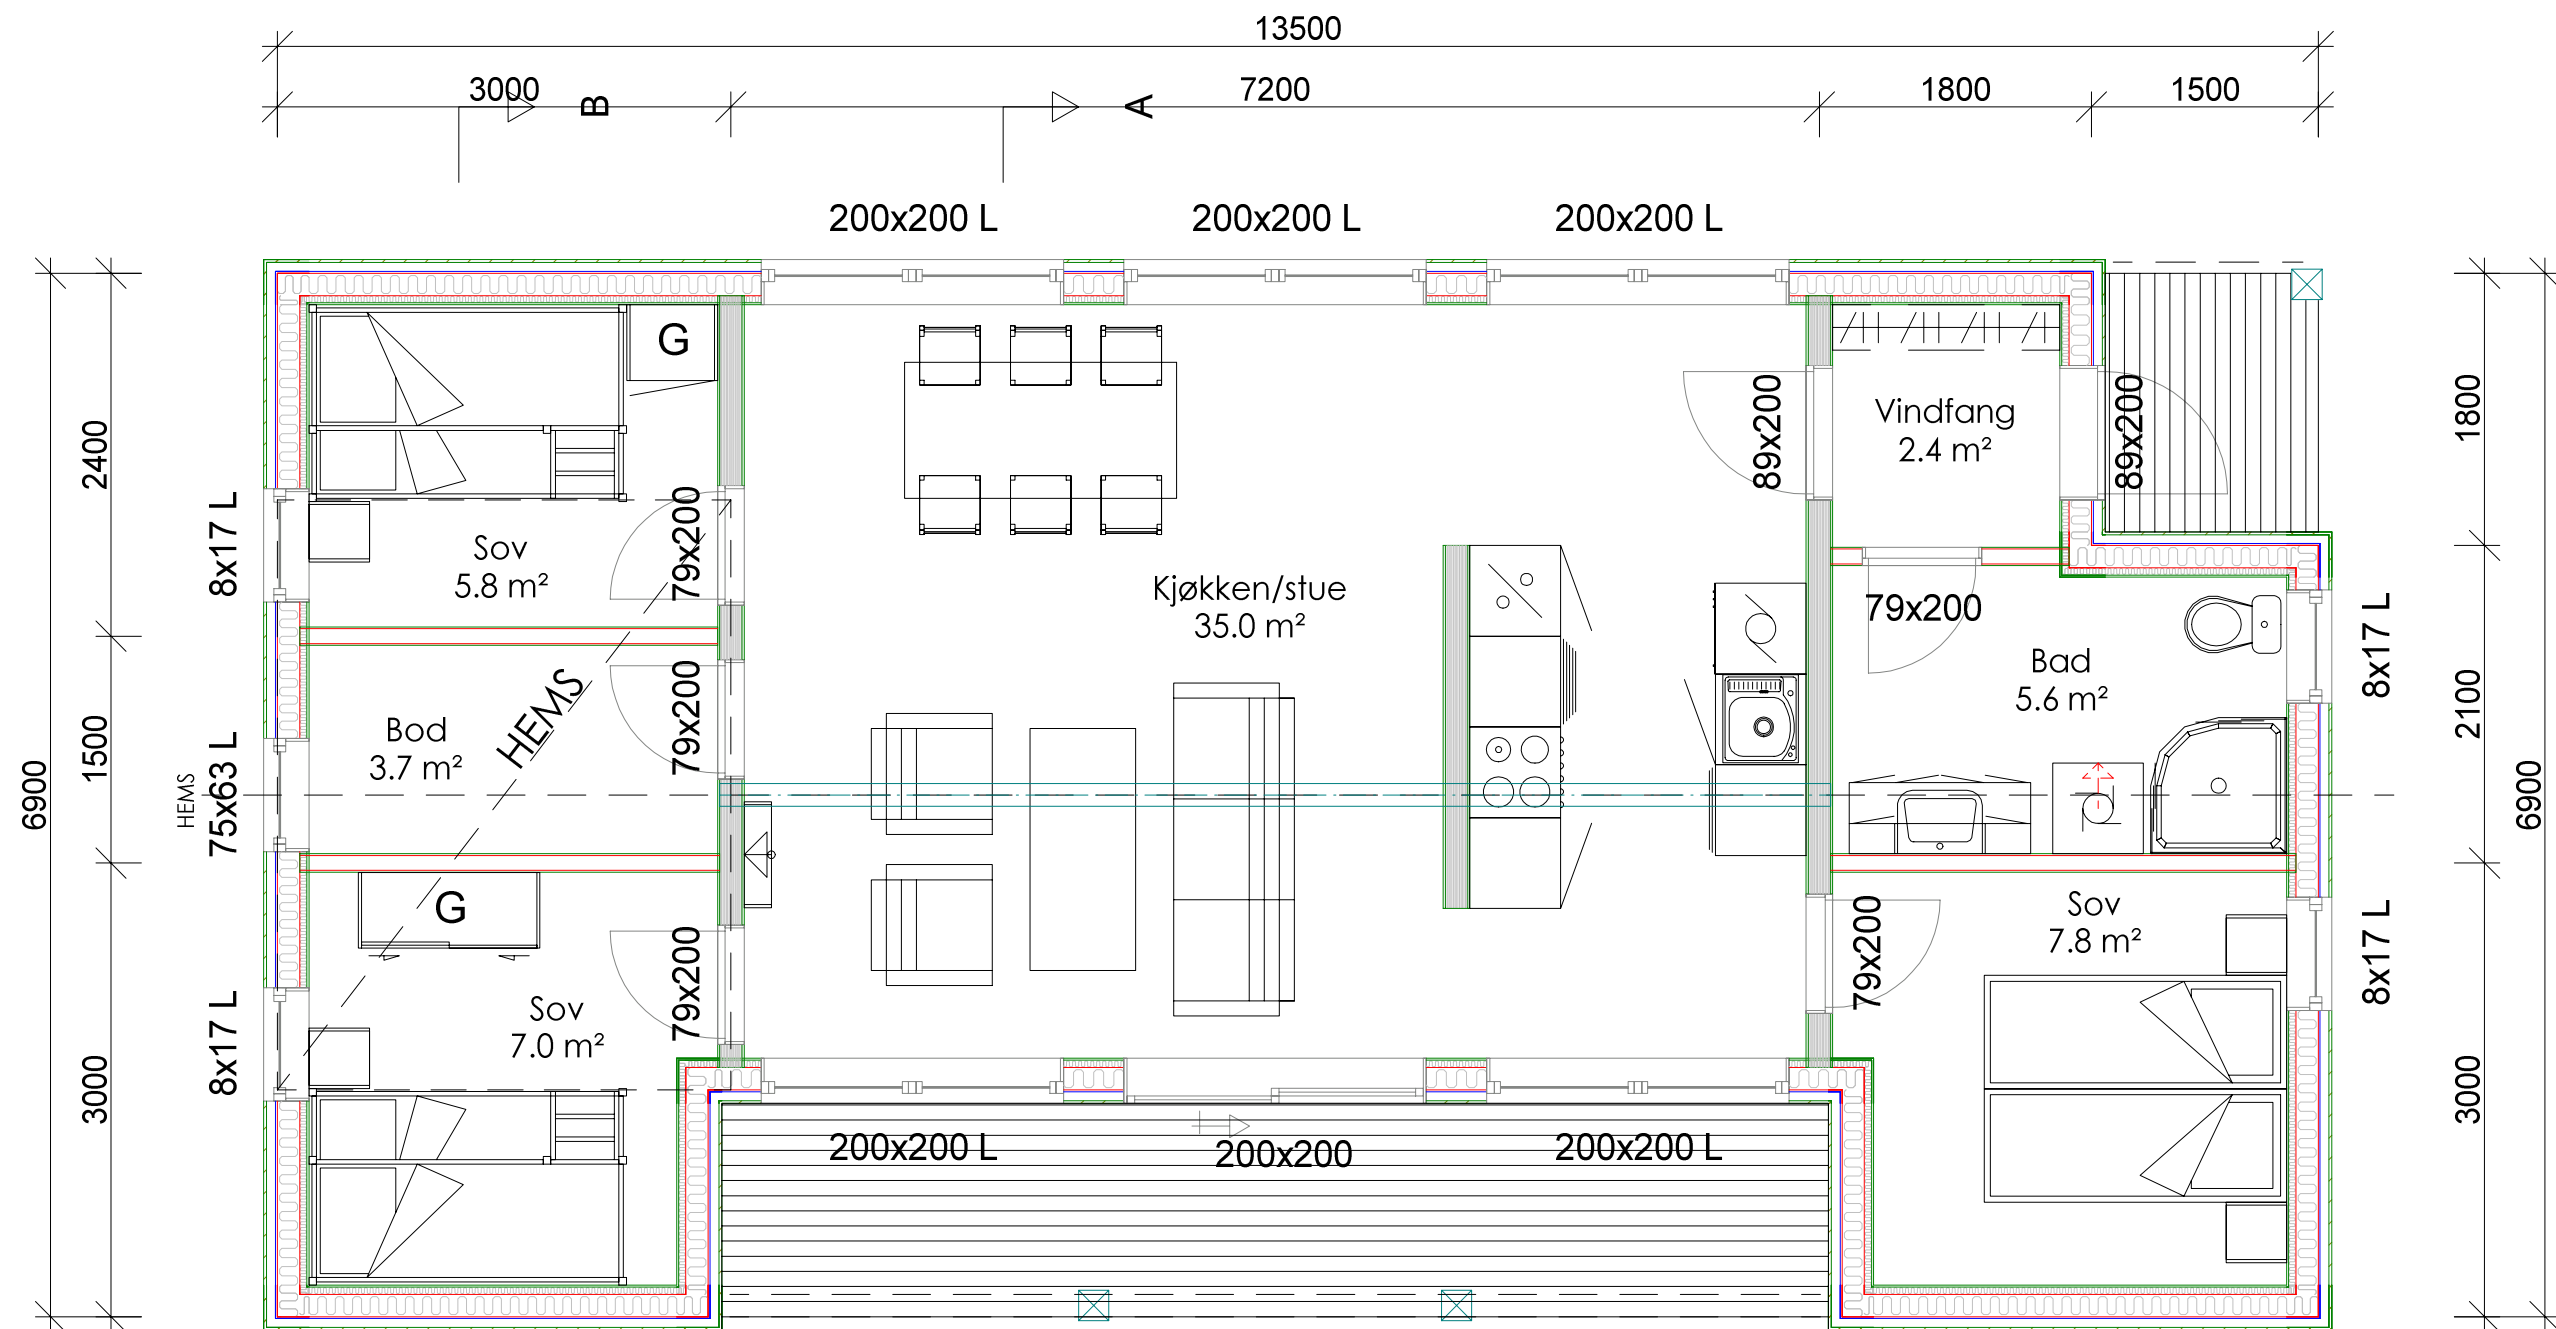 13500
3000
B
A
7200
1800
1500
200x200 L
200x200 L
200x200 L
G
2400
8x17 L
Sov
5.8 m²
79x200
89x200
Vindfang
2.4 m²
89x200
1800
Kjøkken/stue
35.0 m²
79x200
Bad
5.6 m²
8x17 L
2100
6900
1500
HEMS
75x63 L
Bod
3.7 m²
HEMS
79x200
6900
G
Sov
7.0 m²
79x200
8x17 L
3000
79x200
Sov
7.8 m²
8x17 L
3000
200x200 L
200x200
200x200 L